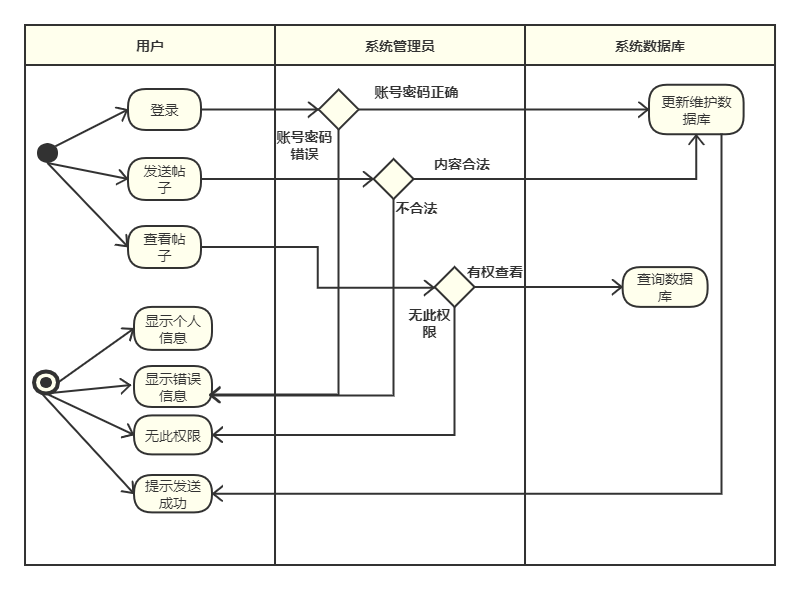 用户
系统管理员
系统数据库
登录
账号密码正确
更新维护数
据库
账号密码
错误
发送帖
子
内容合法
不合法
查看帖
子
有权查看
查询数据
库
无此权
限
显示个人
信息
显示错误
信息
无此权限
提示发送
成功